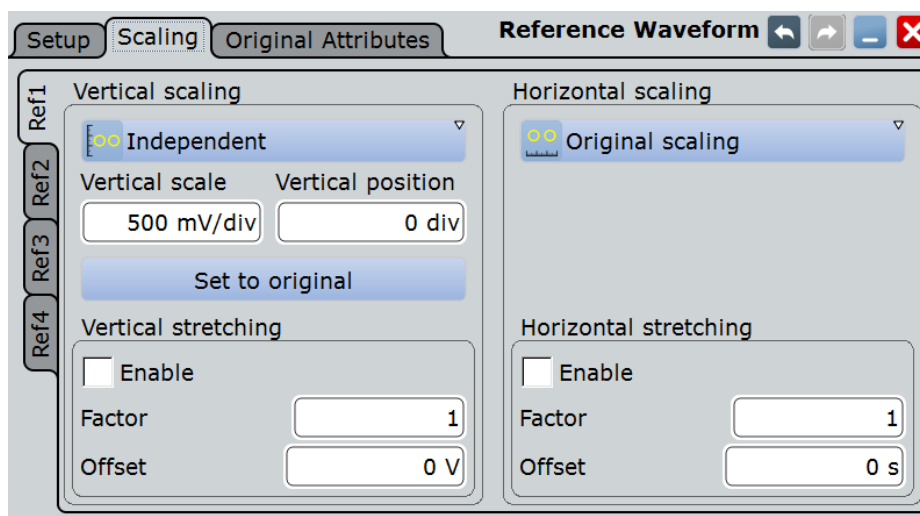 Setup Scaling Original Attributes Reference Waveform
Ref1
Ref2
Ref3
Ref4
Vertical scaling
Independent
Vertical scale Vertical position
500 mV/div 0 div
Set to original
Vertical stretching
Enable
Factor 1
Offset 0 V
Horizontal scaling
Original scaling
Horizontal stretching
Enable
Factor 1
Offset 0 s